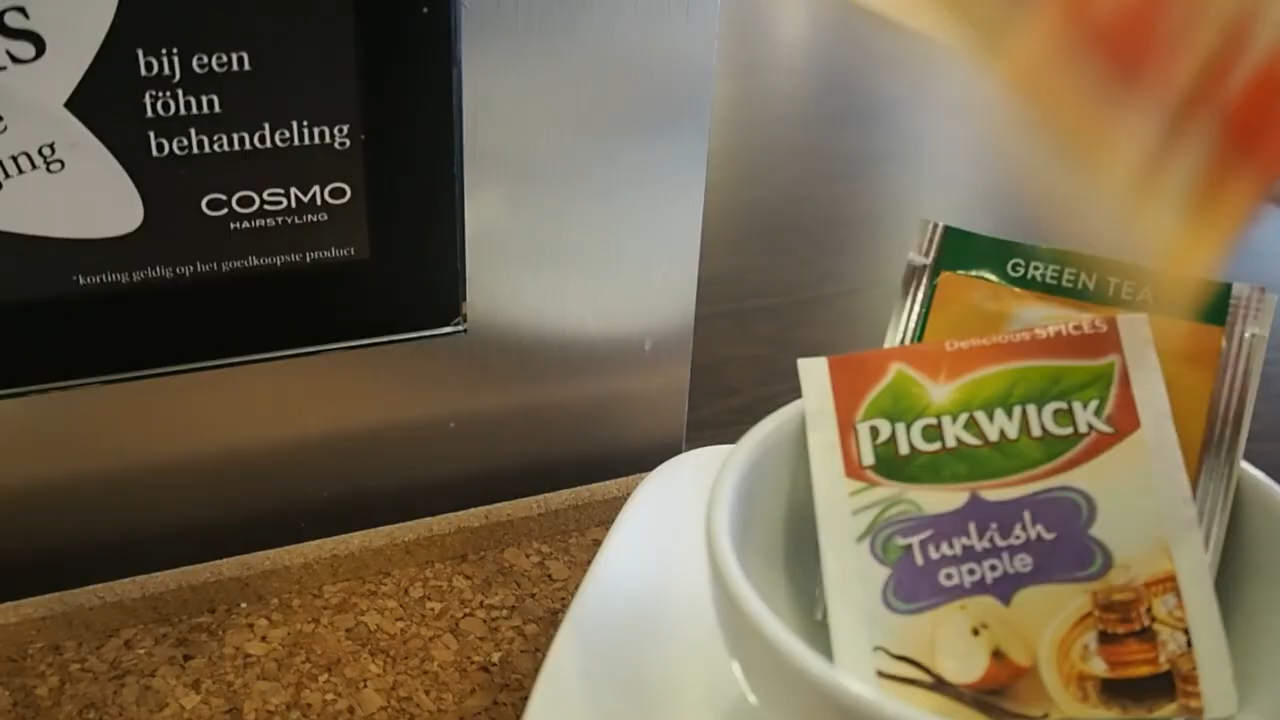 bij een
föhn
behandeling
COSMO
HAIRSTYLING
*korting geldig op het goedkoopste product
GREEN TEA
Delicious SPICES
PICKWICK
Turkish
apple